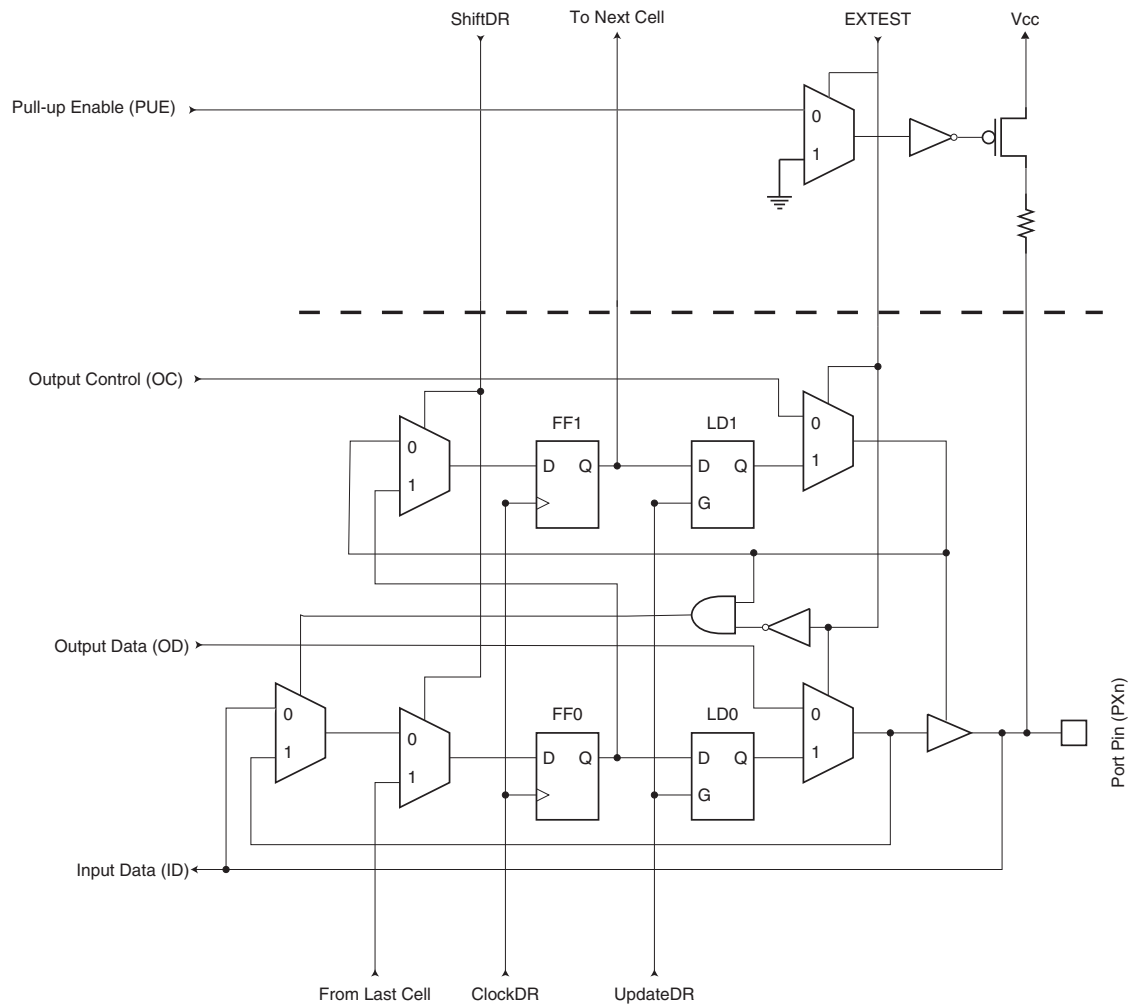 ShiftDR To Next Cell EXTEST Vcc
Pull-up Enable (PUE)
0
1
Output Control (OC)
FF1 LD1
0
0
1
D Q
D Q
1
G
Output Data (OD)
FF0 LD0
0
0
0
1
D Q
D Q
1
1
G
Port Pin (PXn)
Input Data (ID)
From Last Cell ClockDR UpdateDR